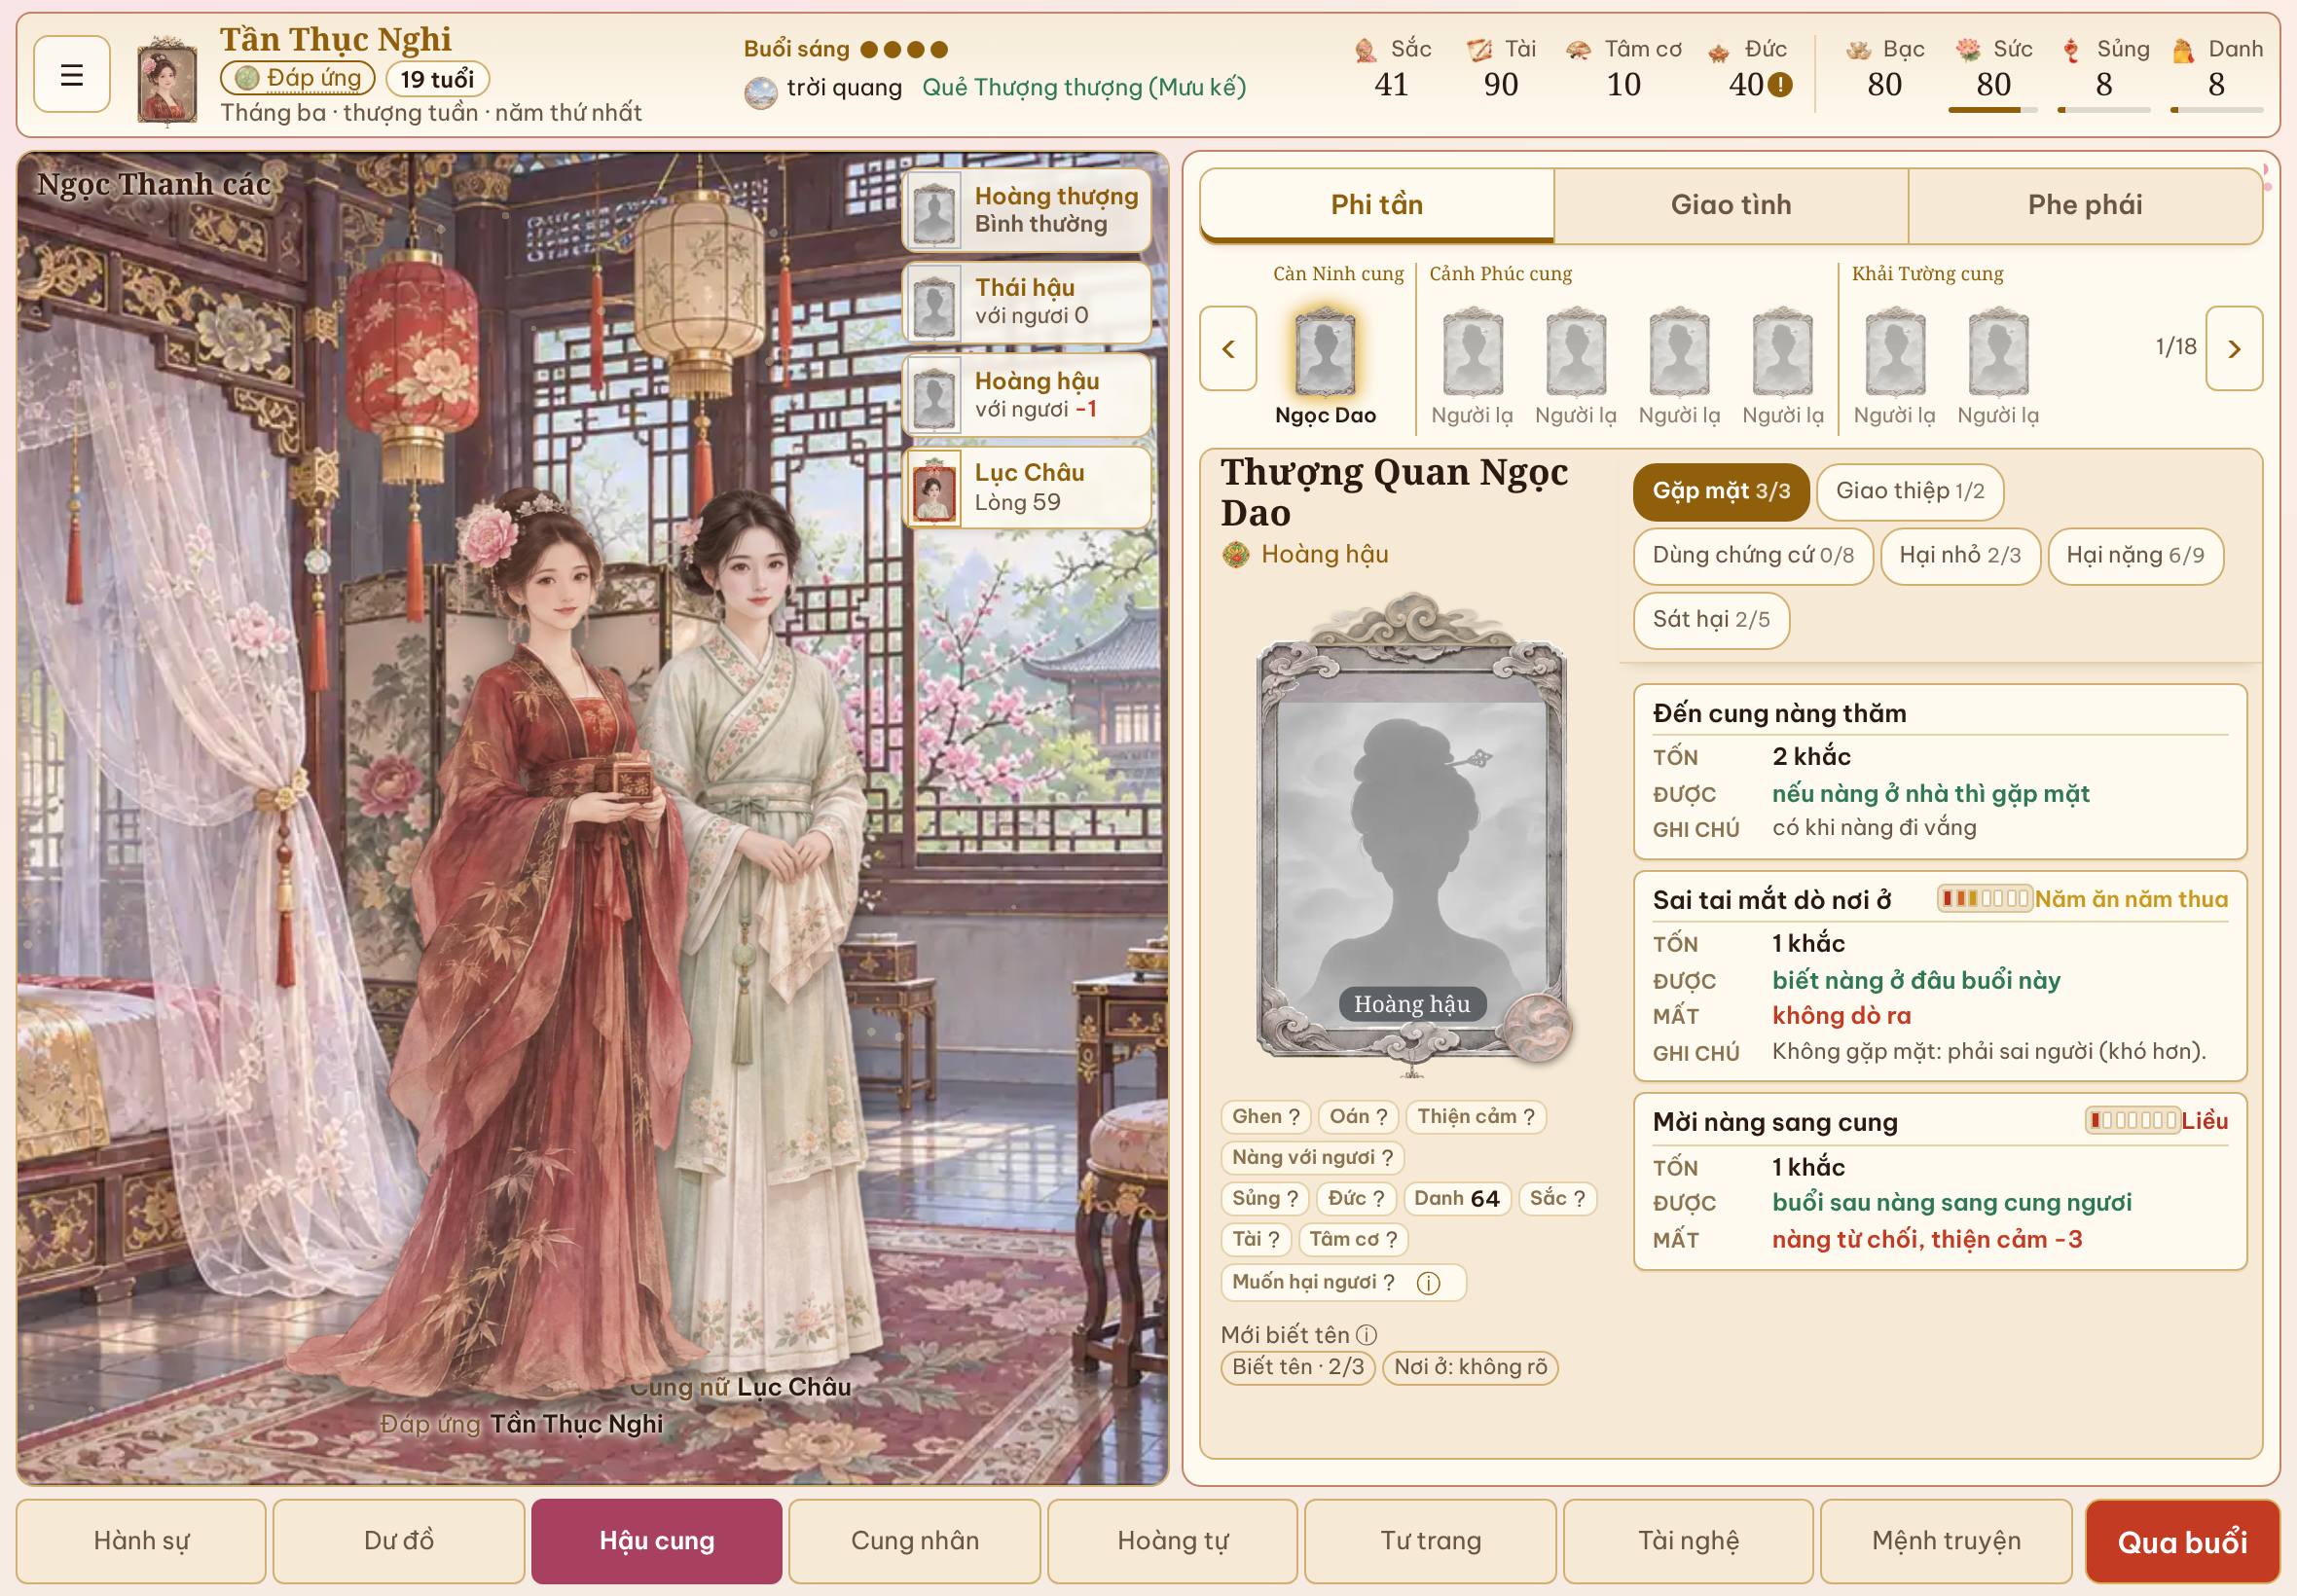 ☰
Tần Thục Nghi
Đáp ứng 19 tuổi
Tháng ba · thượng tuần · năm thứ nhất
Buổi sáng
trời quang Quẻ Thượng thượng (Mưu kế)
Sắc 41
Tài 90
Tâm cơ 10
Đức 40 !
Bạc 80
Sức 80
Sủng 8
Danh 8
Ngọc Thanh các
Hoàng thượng
Bình thường
Thái hậu
với ngươi 0
Hoàng hậu
với ngươi -1
Lục Châu
Lòng 59
Cung nữ Lục Châu
Đáp ứng Tần Thục Nghi
Phi tần Giao tình Phe phái
Càn Ninh cung Cảnh Phúc cung Khải Tường cung
‹ 1/18 ›
Ngọc Dao Người lạ Người lạ Người lạ Người lạ Người lạ Người lạ
Thượng Quan Ngọc
Dao
Hoàng hậu
Hoàng hậu
Ghen ? Oán ? Thiện cảm ?
Nàng với ngươi ?
Sủng ? Đức ? Danh 64 Sắc ?
Tài ? Tâm cơ ?
Muốn hại ngươi ? ⓘ
Mới biết tên ⓘ
Biết tên · 2/3 Nơi ở: không rõ
Gặp mặt 3/3 Giao thiệp 1/2
Dùng chứng cứ 0/8 Hại nhỏ 2/3 Hại nặng 6/9
Sát hại 2/5
Đến cung nàng thăm
TỐN 2 khắc
ĐƯỢC nếu nàng ở nhà thì gặp mặt
GHI CHÚ có khi nàng đi vắng
Sai tai mắt dò nơi ở Năm ăn năm thua
TỐN 1 khắc
ĐƯỢC biết nàng ở đâu buổi này
MẤT không dò ra
GHI CHÚ Không gặp mặt: phải sai người (khó hơn).
Mời nàng sang cung Liều
TỐN 1 khắc
ĐƯỢC buổi sau nàng sang cung ngươi
MẤT nàng từ chối, thiện cảm -3
Hành sự Dư đồ Hậu cung Cung nhân Hoàng tự Tư trang Tài nghệ Mệnh truyện Qua buổi